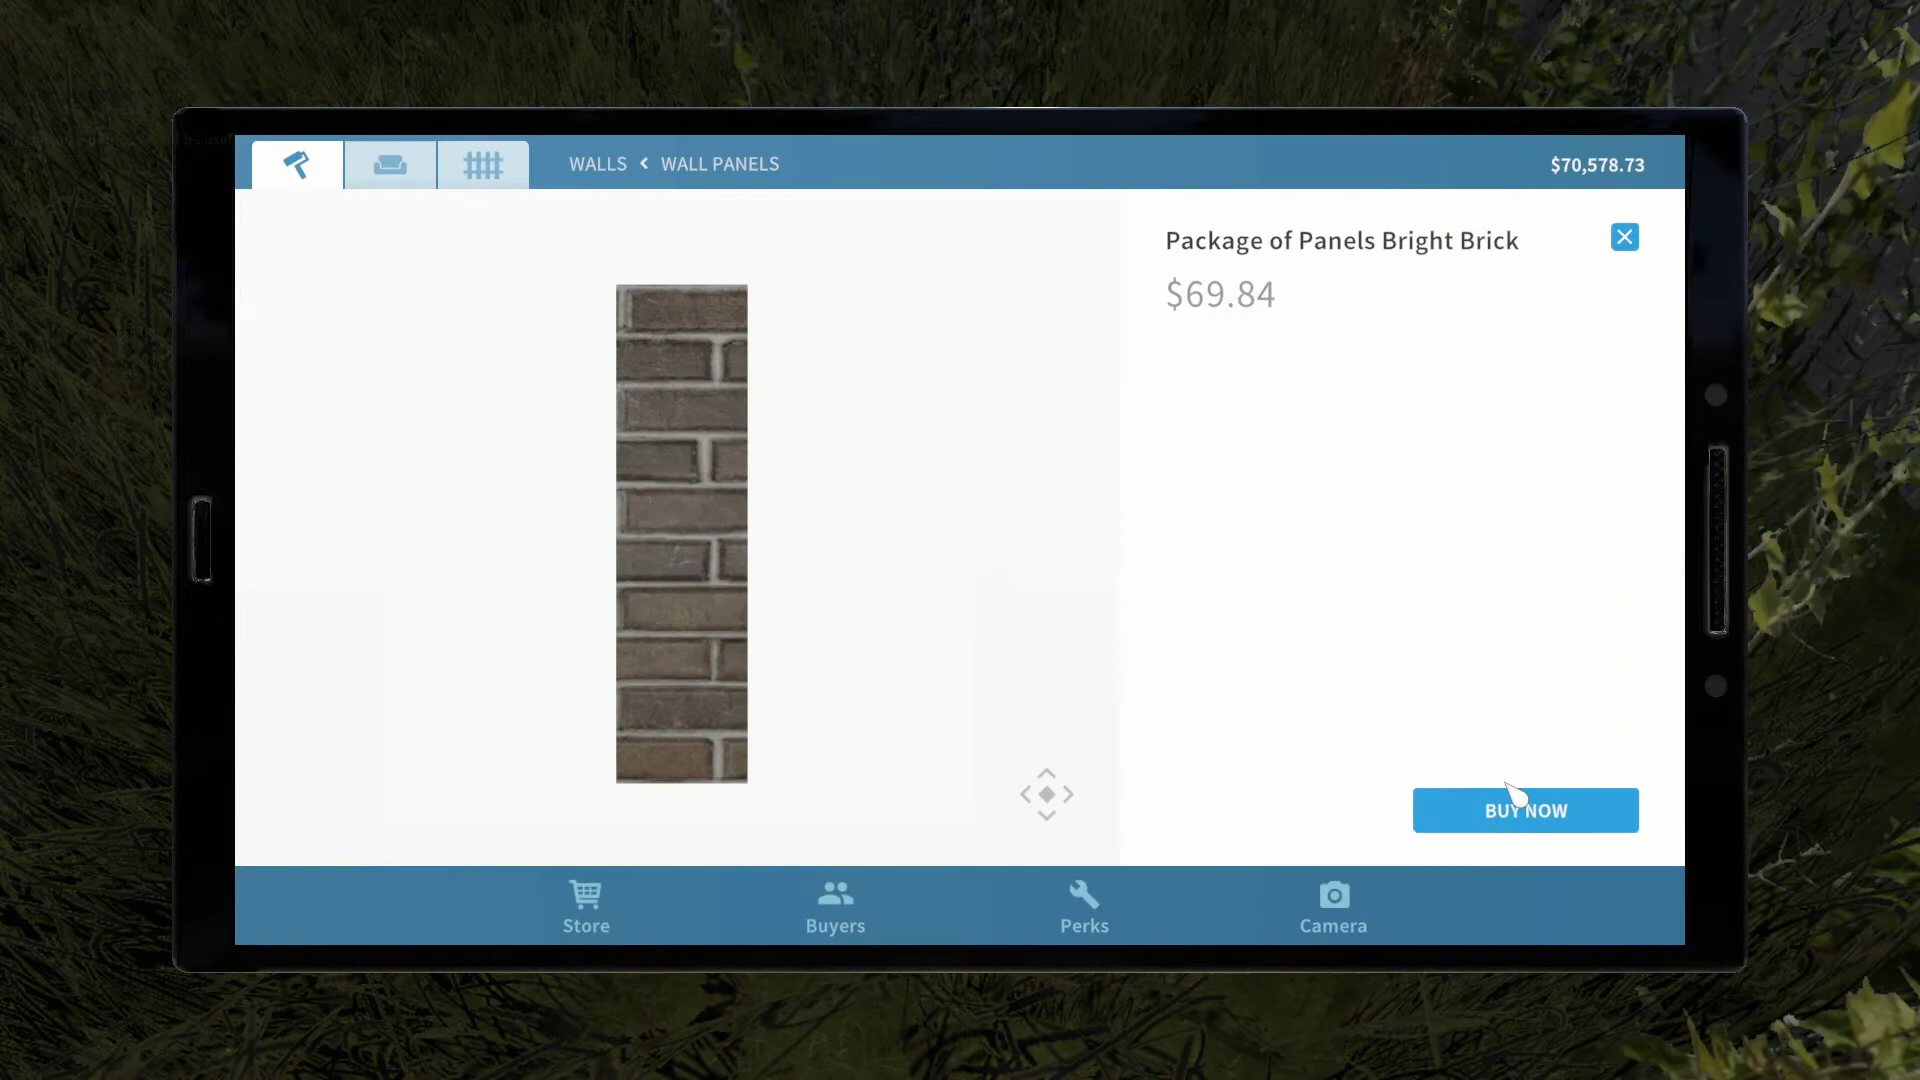 WALLS < WALL PANELS
$70,578.73
Package of Panels Bright Brick
$69.84
BUY NOW
Store
Buyers
Perks
Camera